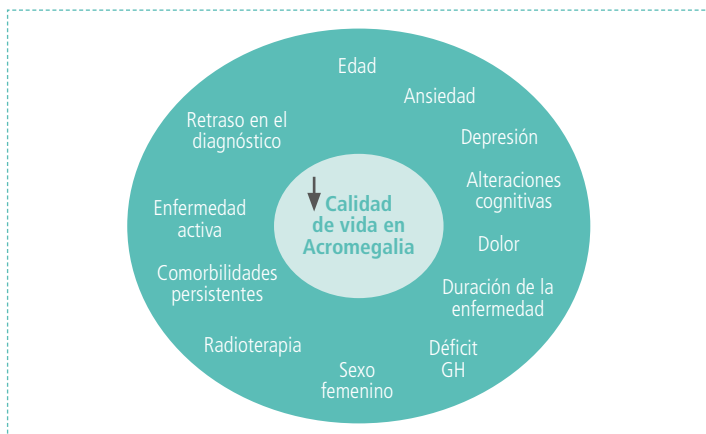 Edad
Ansiedad
Retraso en el
diagnóstico
Depresión
Alteraciones
cognitivas
Calidad
de vida en
Acromegalia
Enfermedad
activa
Dolor
Comorbilidades
persistentes
Duración de la
enfermedad
Radioterapia
Déficit
GH
Sexo
femenino